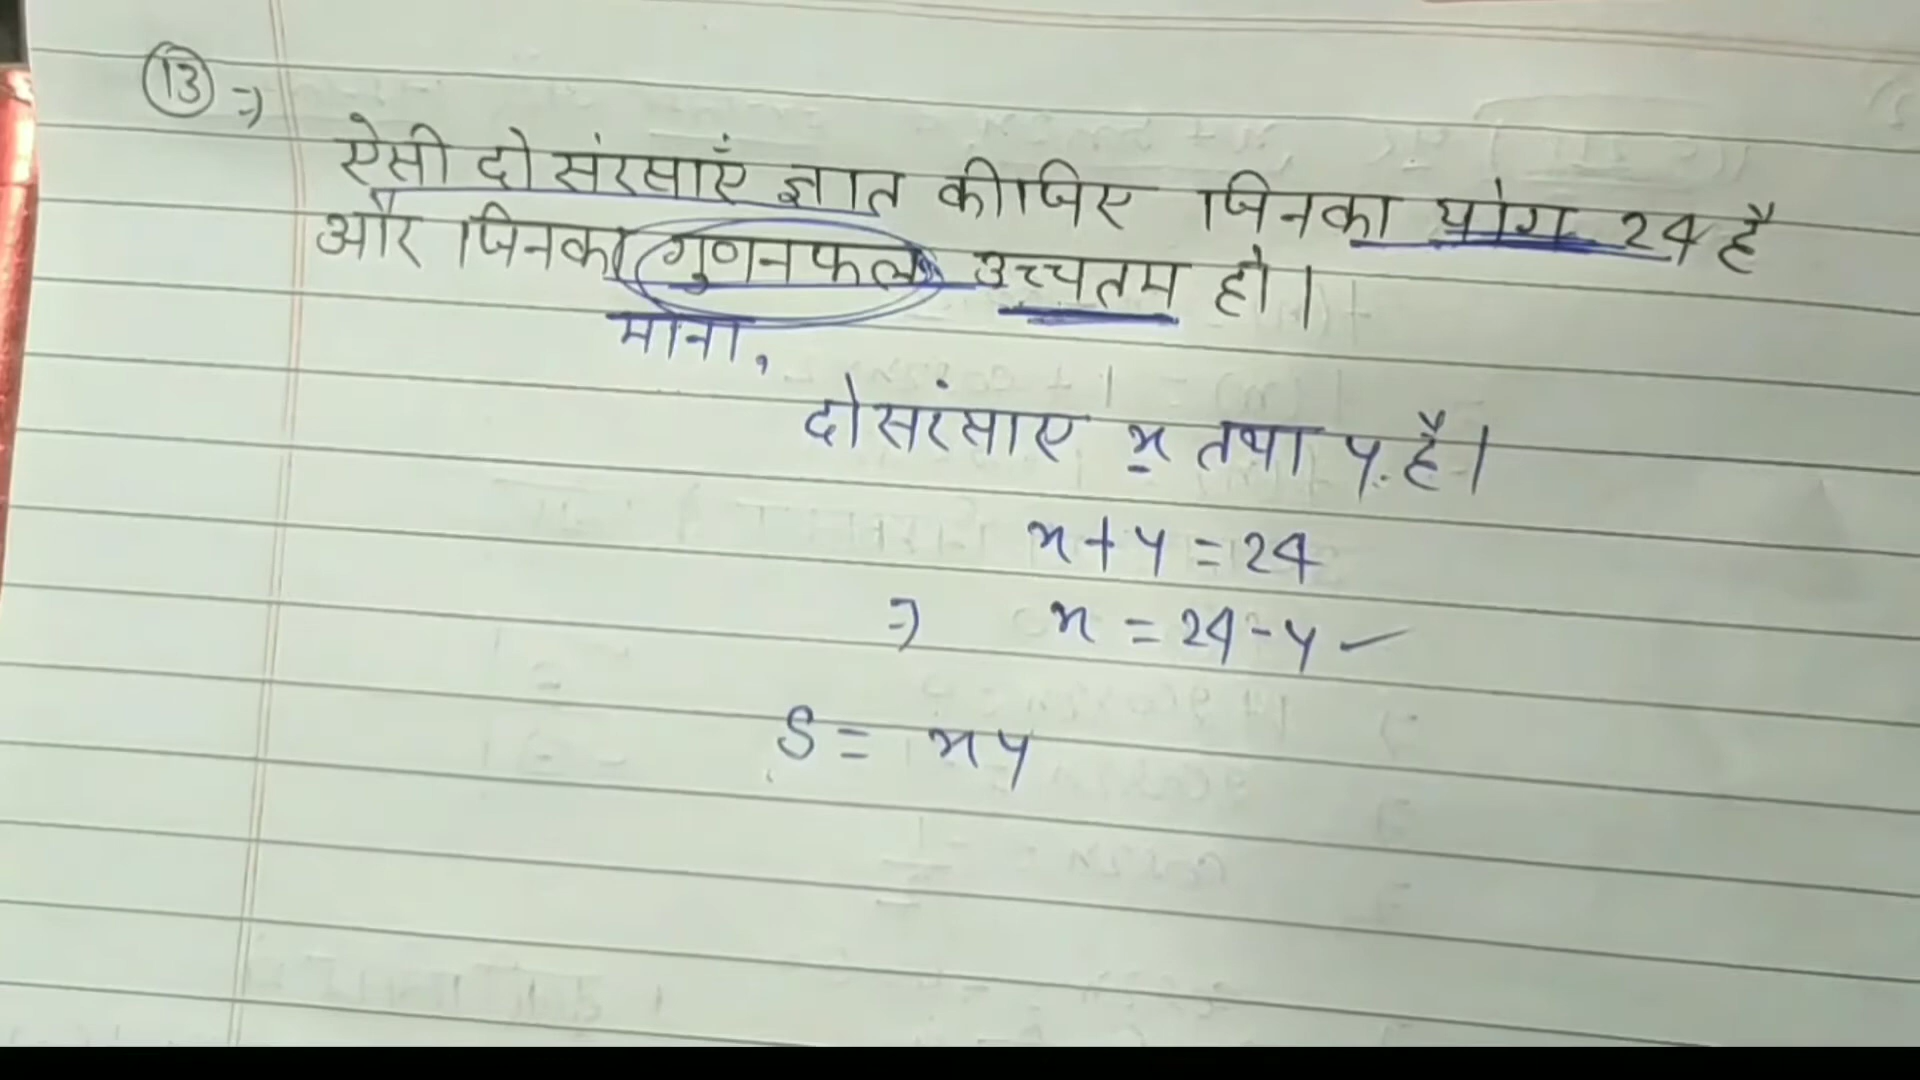 13 ⇒
ऐसी दो संख्याएँ ज्ञात कीजिए जिनका योग 24 है
और जिनका गुणनफल उच्चतम हो।
माना,
दो संख्याए x तथा y है।
x + y = 24
⇒ x = 24 - y
S = xy